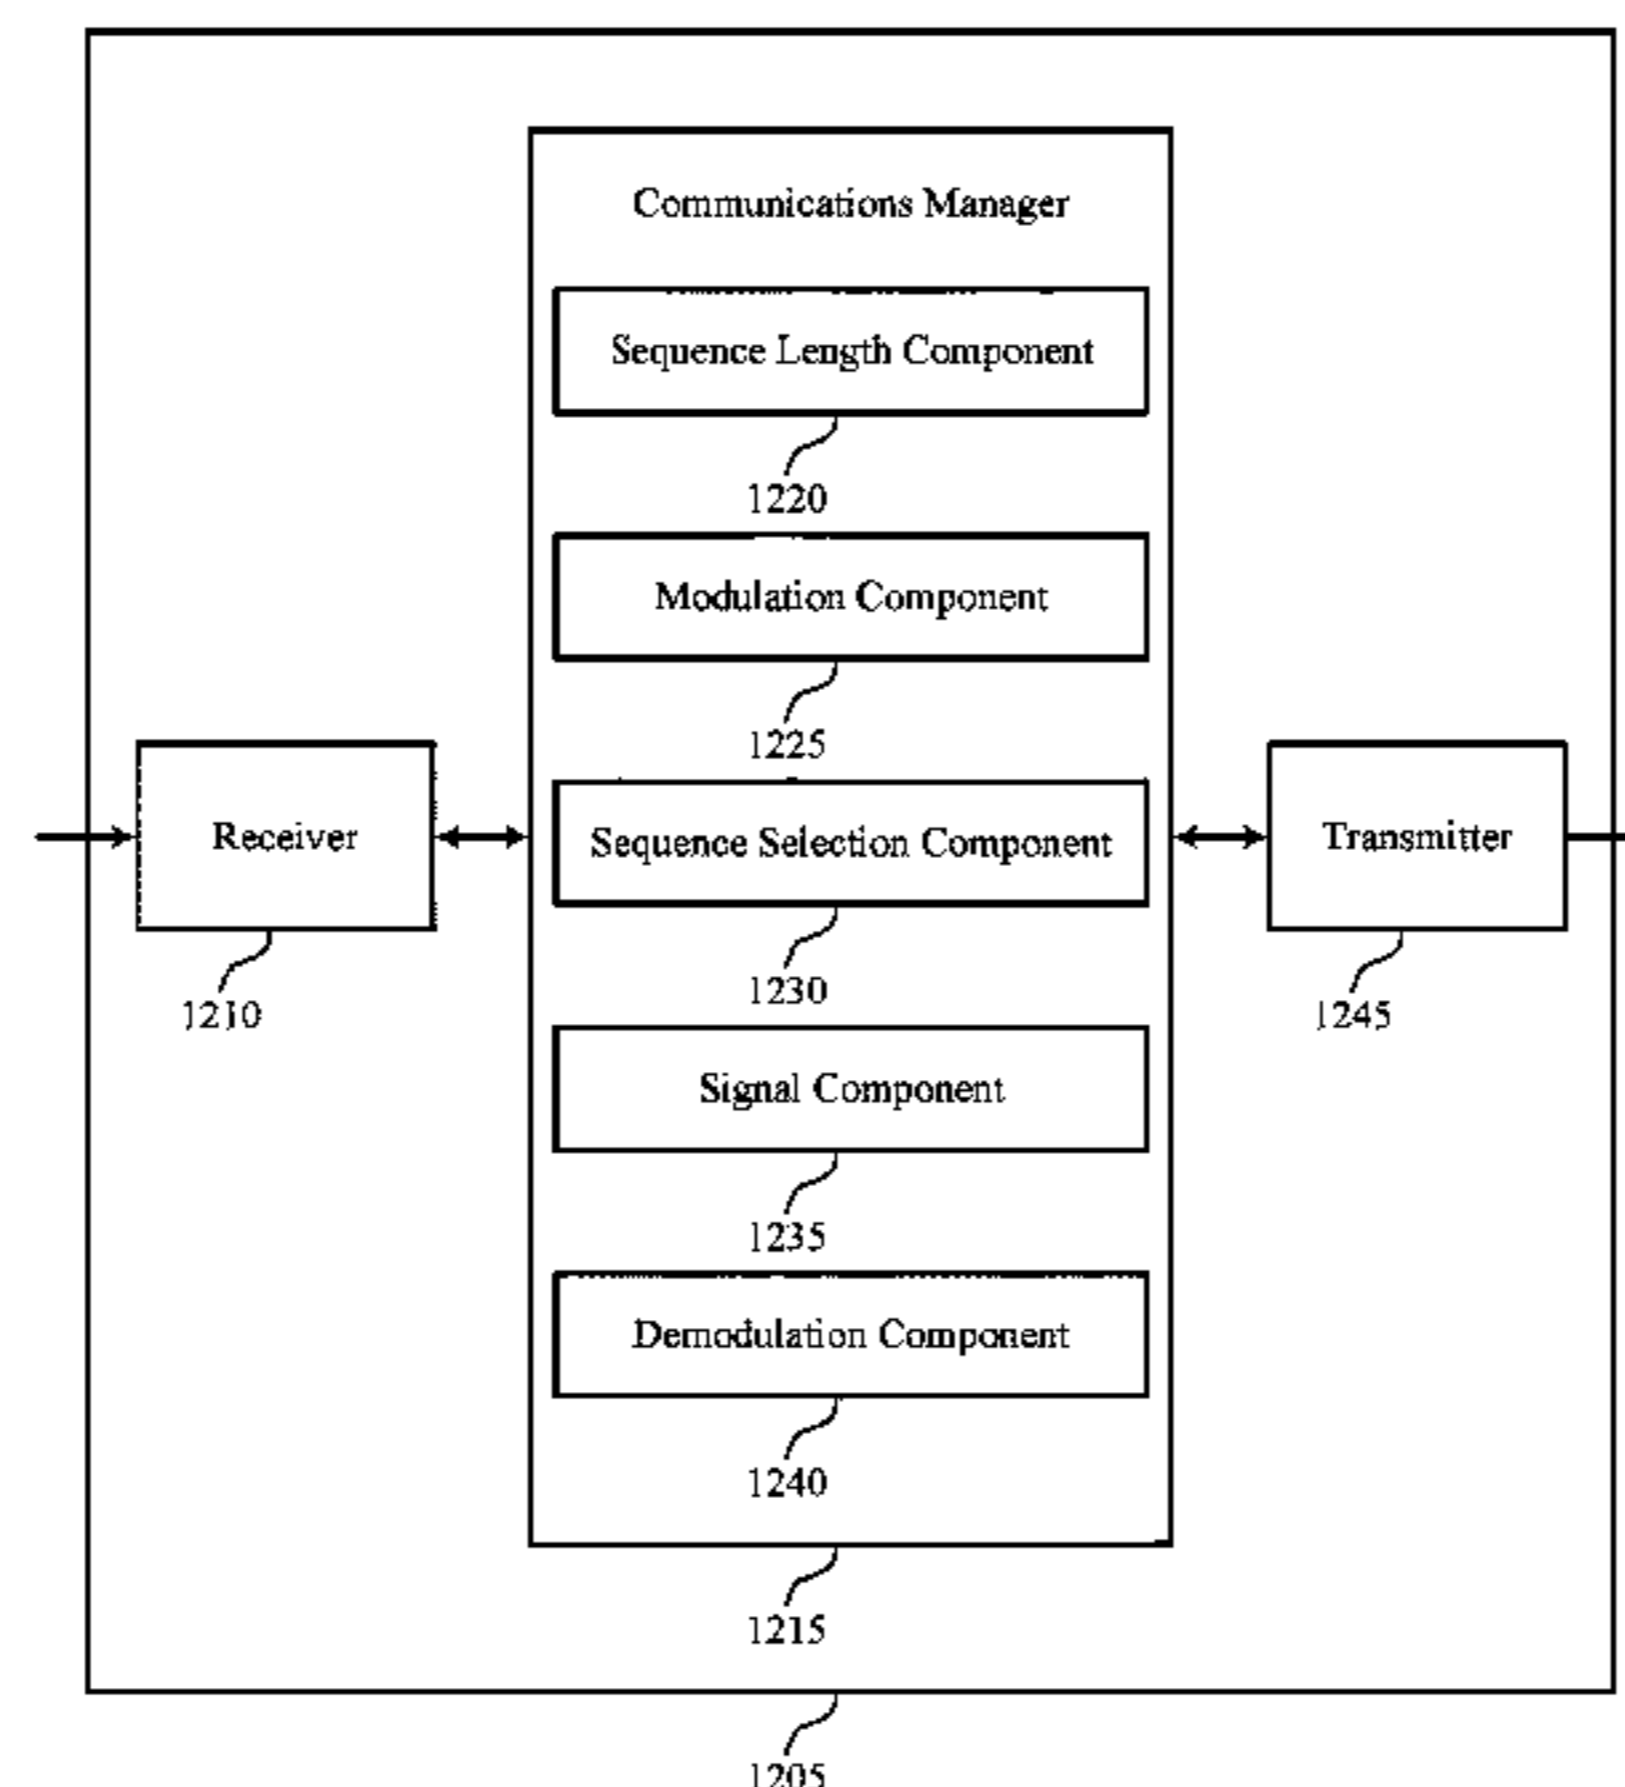 Communications Manager
Sequence Length Component
1220
Modulation Component
1225
Receiver
1210
Sequence Selection Component
1230
Transmitter
1245
Signal Component
1235
Demodulation Component
1240
1215
1205